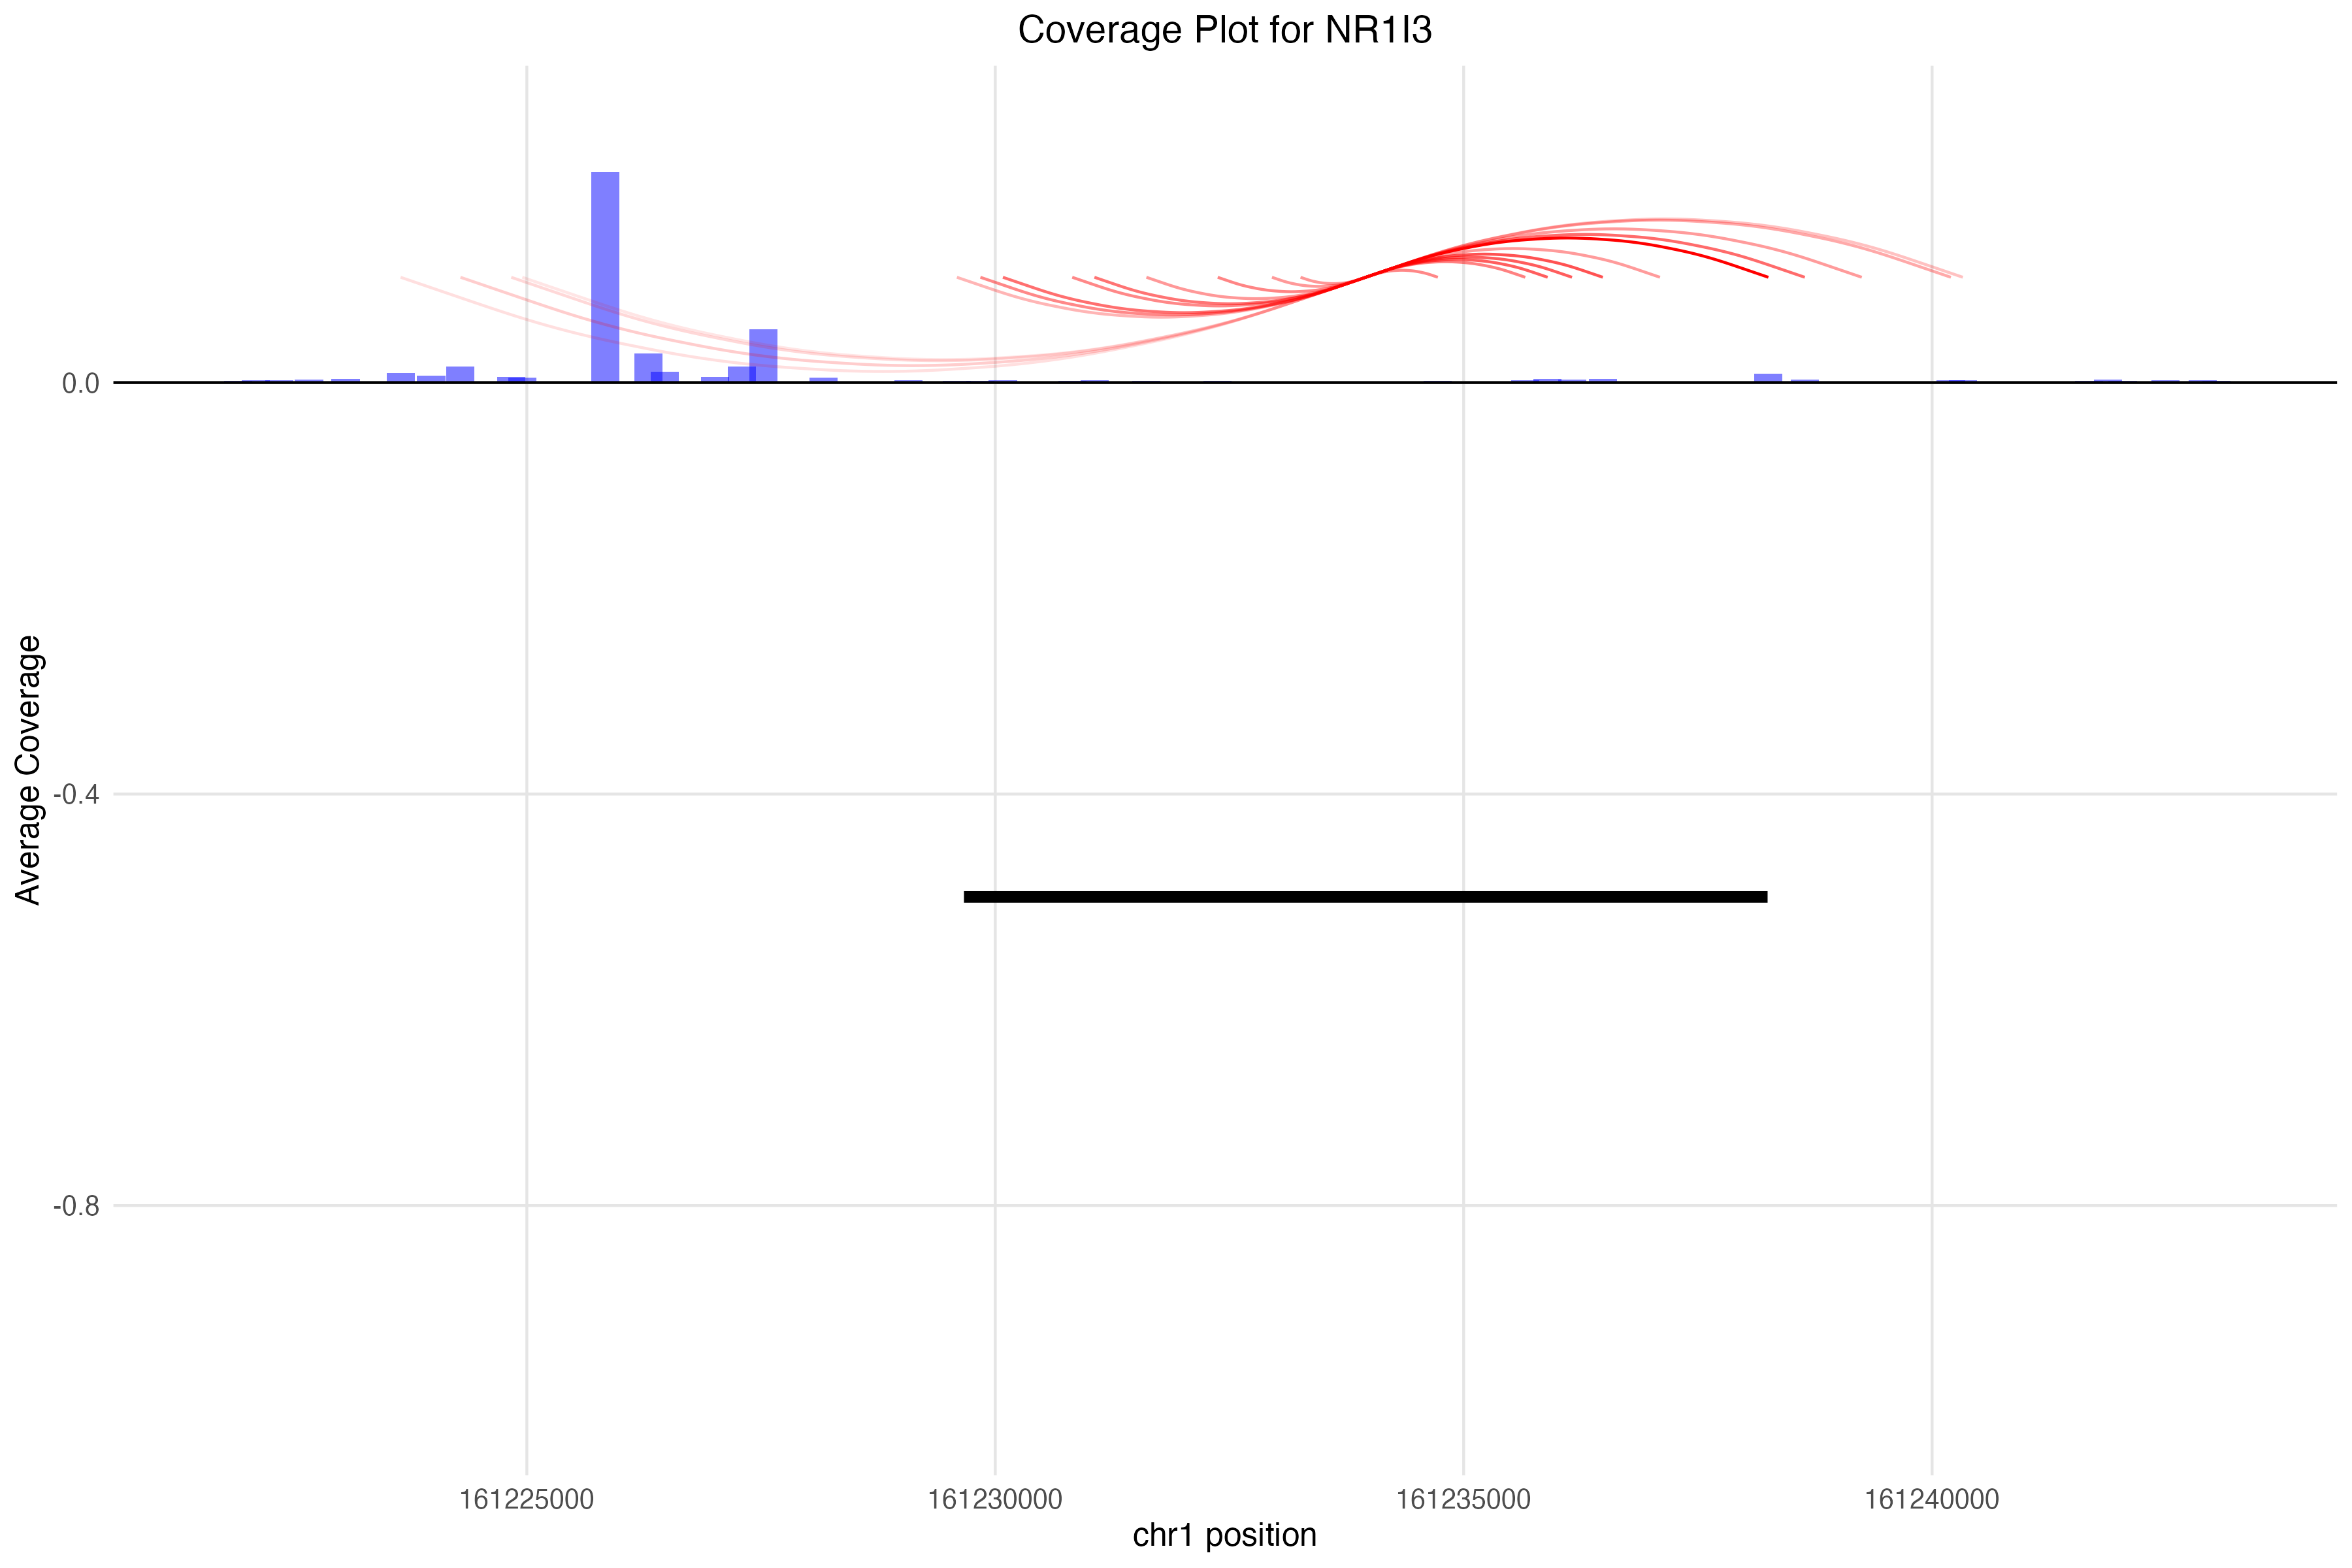 Coverage Plot for NR1I3
Average Coverage
0.0
-0.4
-0.8
161225000
161230000
161235000
161240000
chr1 position